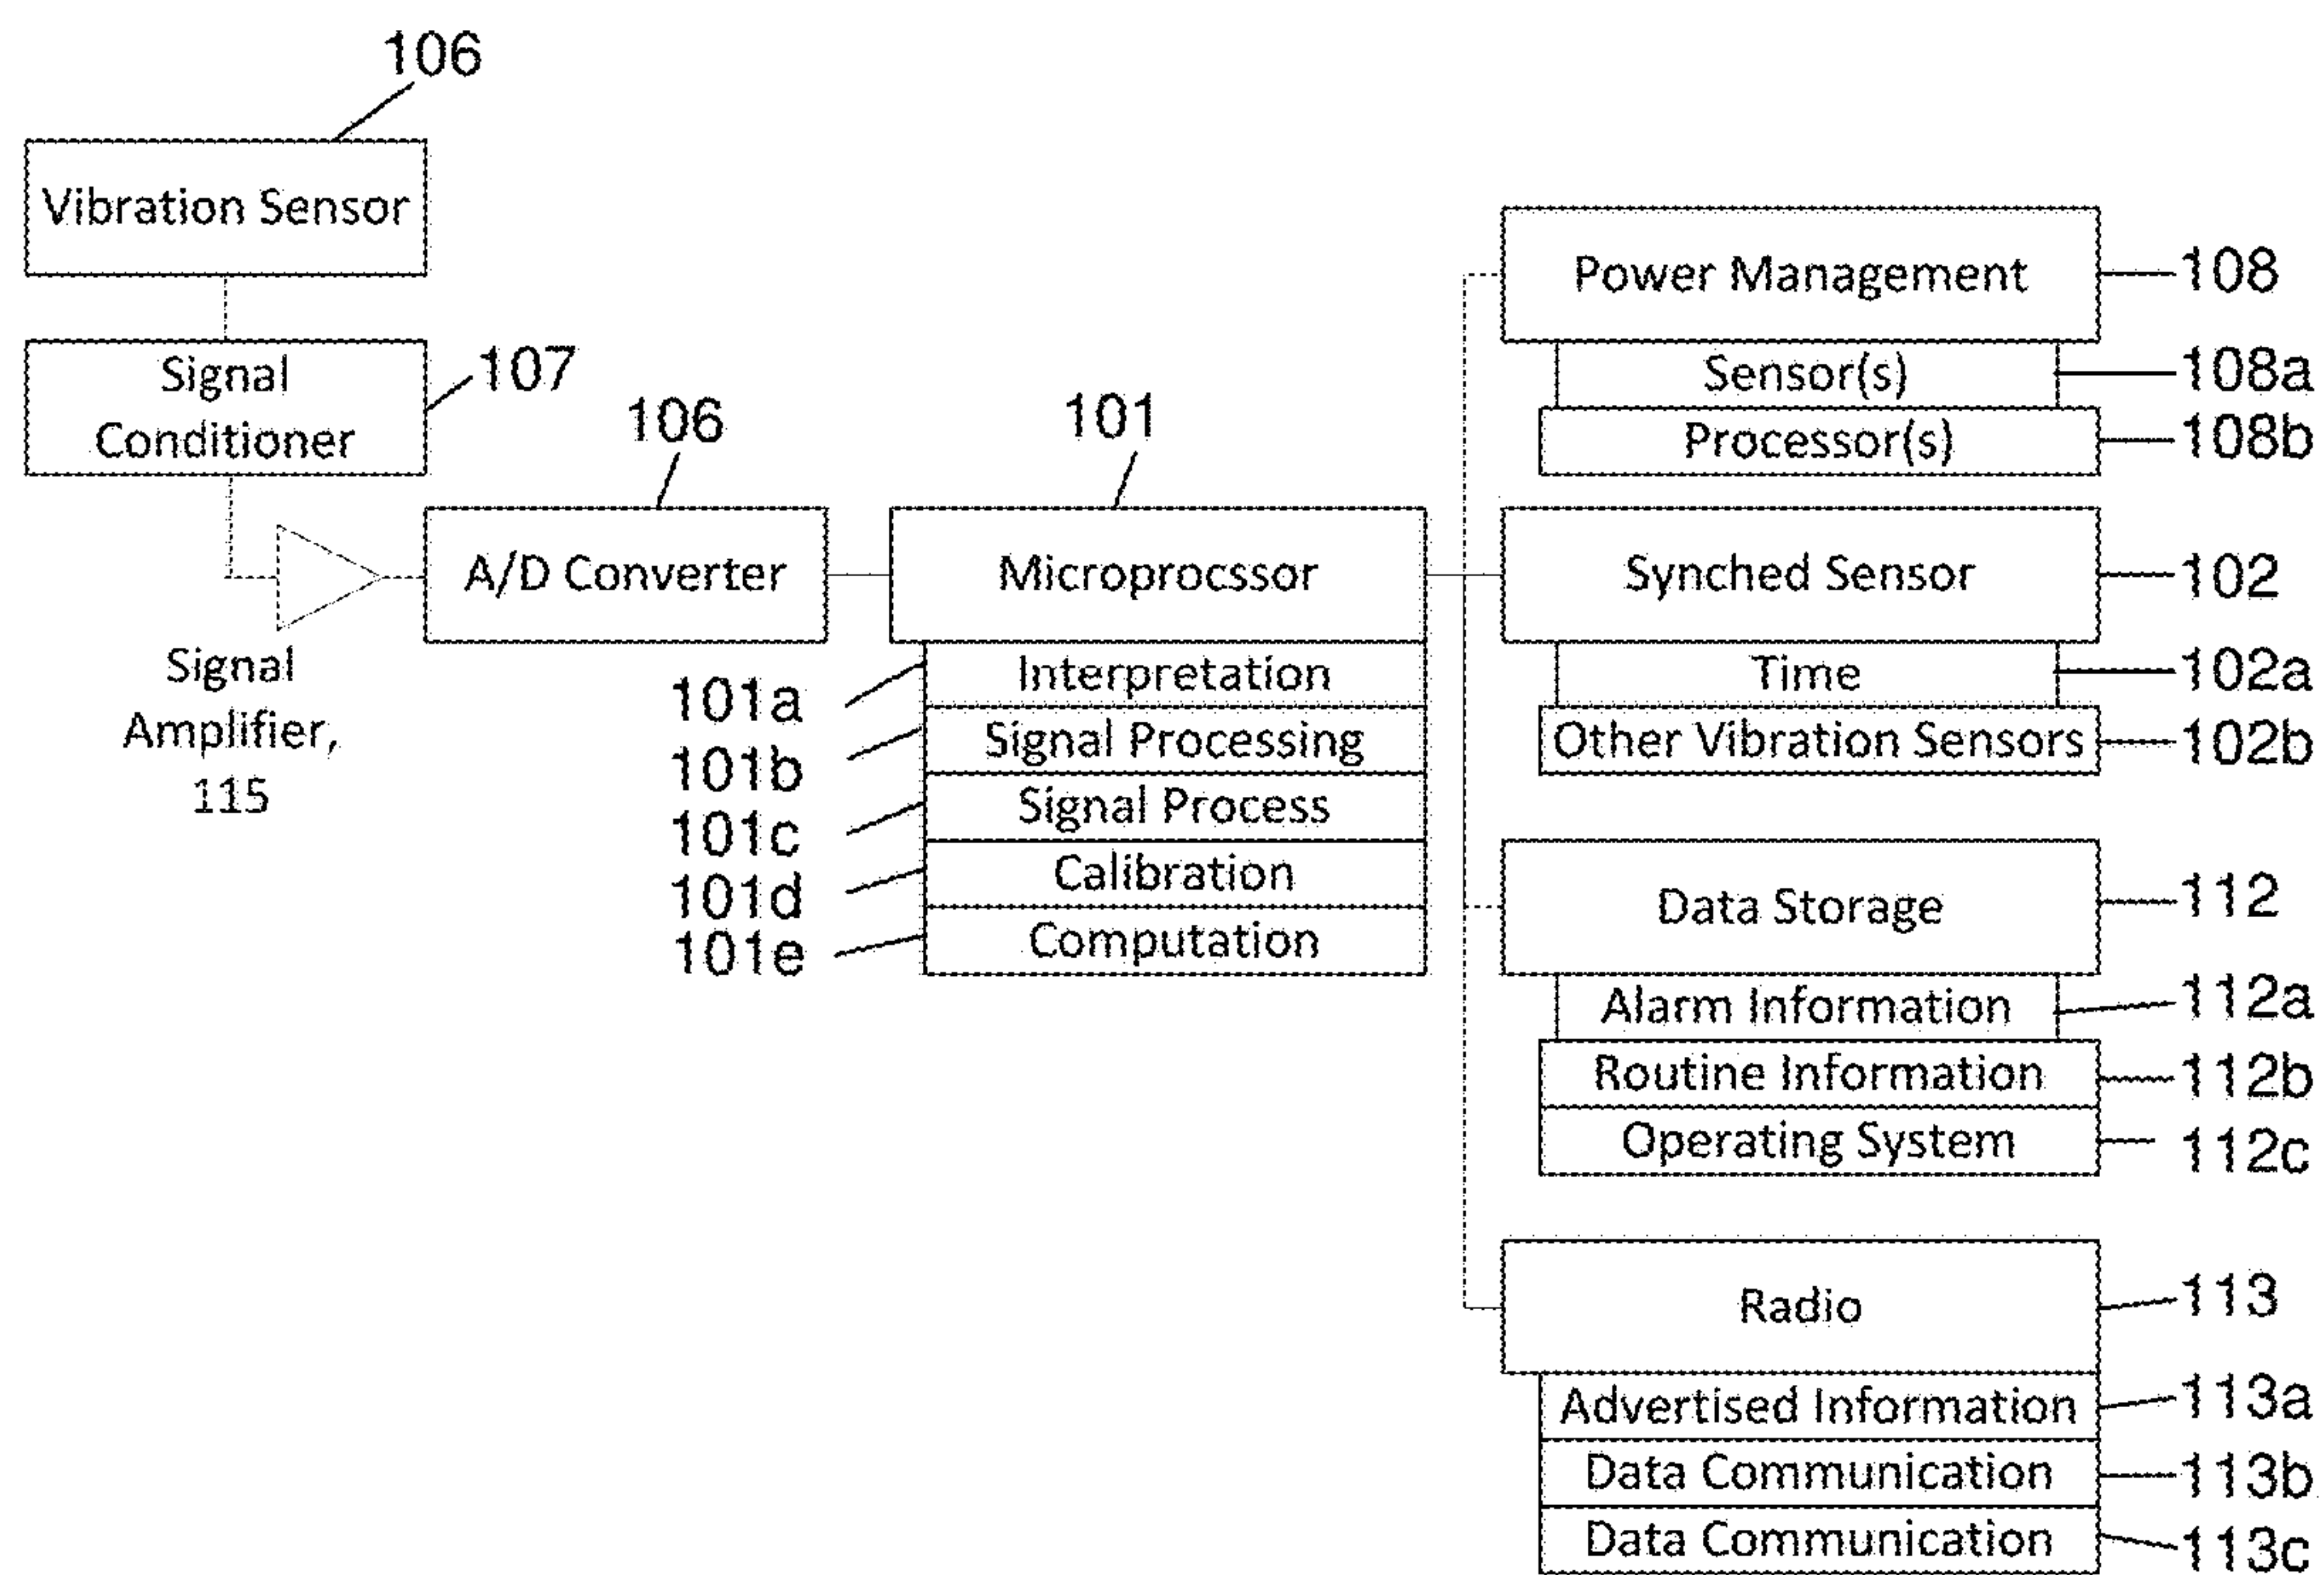 106
Vibration Sensor
Signal
Conditioner
107
Signal
Amplifier,
115
106
A/D Converter
101
Microprocssor
Interpretation
101a
Signal Processing
101b
Signal Process
101c
Calibration
101d
Computation
101e
Power Management
108
Sensor(s)
108a
Processor(s)
108b
Synched Sensor
102
Time
102a
Other Vibration Sensors
102b
Data Storage
112
Alarm Information
112a
Routine Information
112b
Operating System
112c
Radio
113
Advertised Information
113a
Data Communication
113b
Data Communication
113c